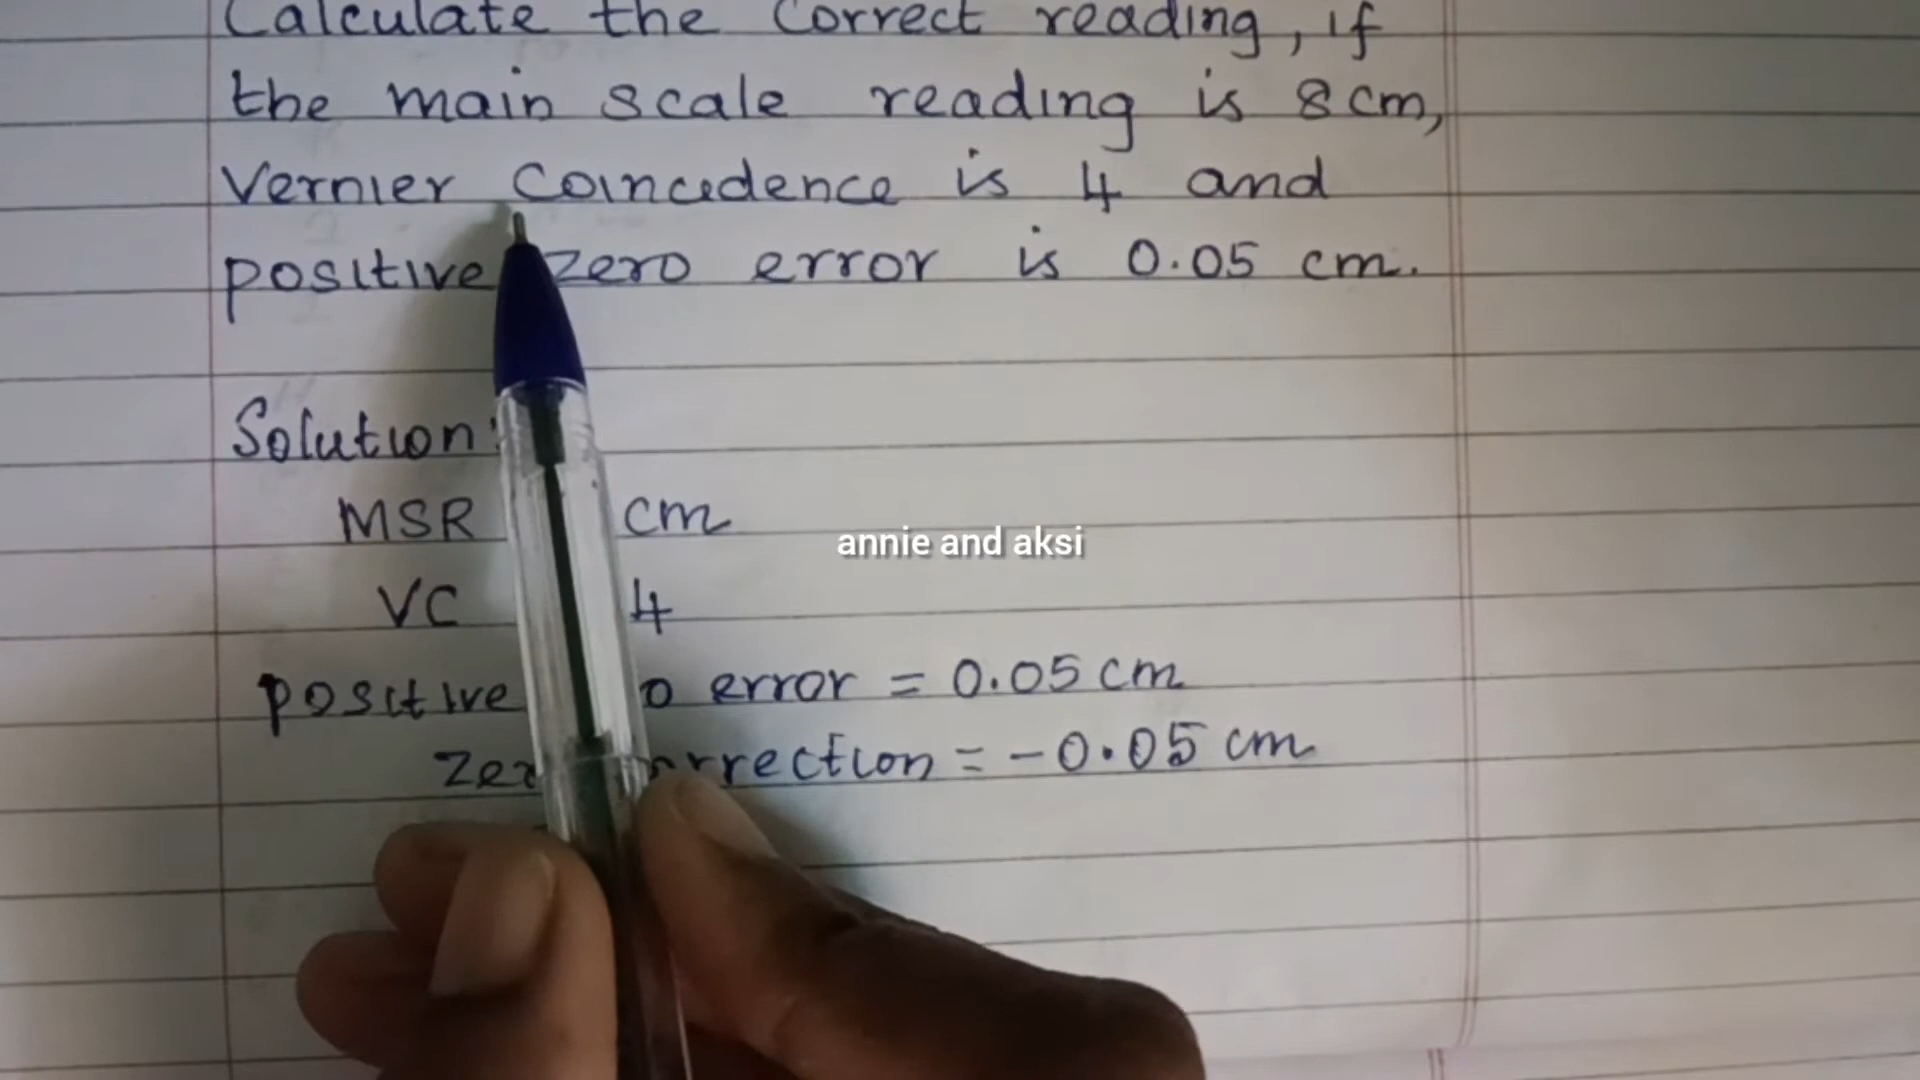 Calculate the Correct reading, if
the main scale reading is 8 cm,
Vernier Coincidence is 4 and
positive zero error is 0.05 cm.
Solution:
MSR cm
VC 4
annie and aksi
positive error = 0.05 cm
= -0.05 cm